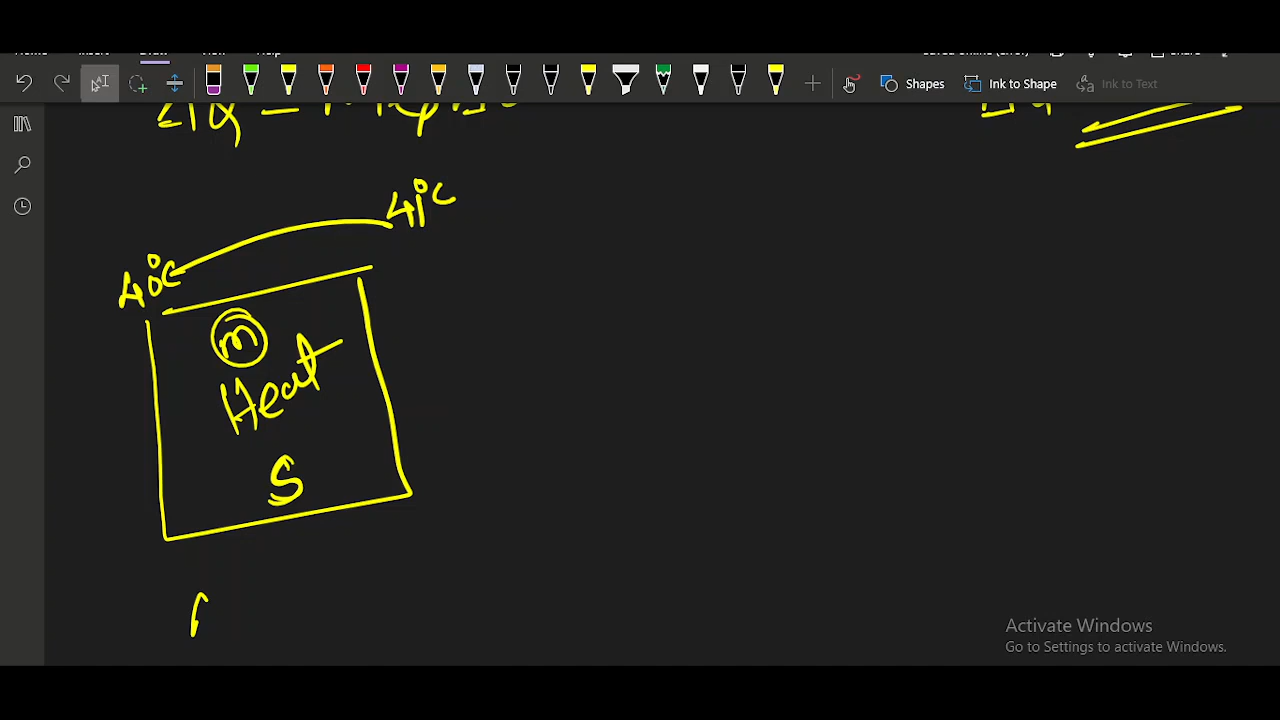 Ink to Shape
Shapes
Ink to Text
41°C
40°C
m
Heat
S
Activate Windows
Go to Settings to activate Windows.